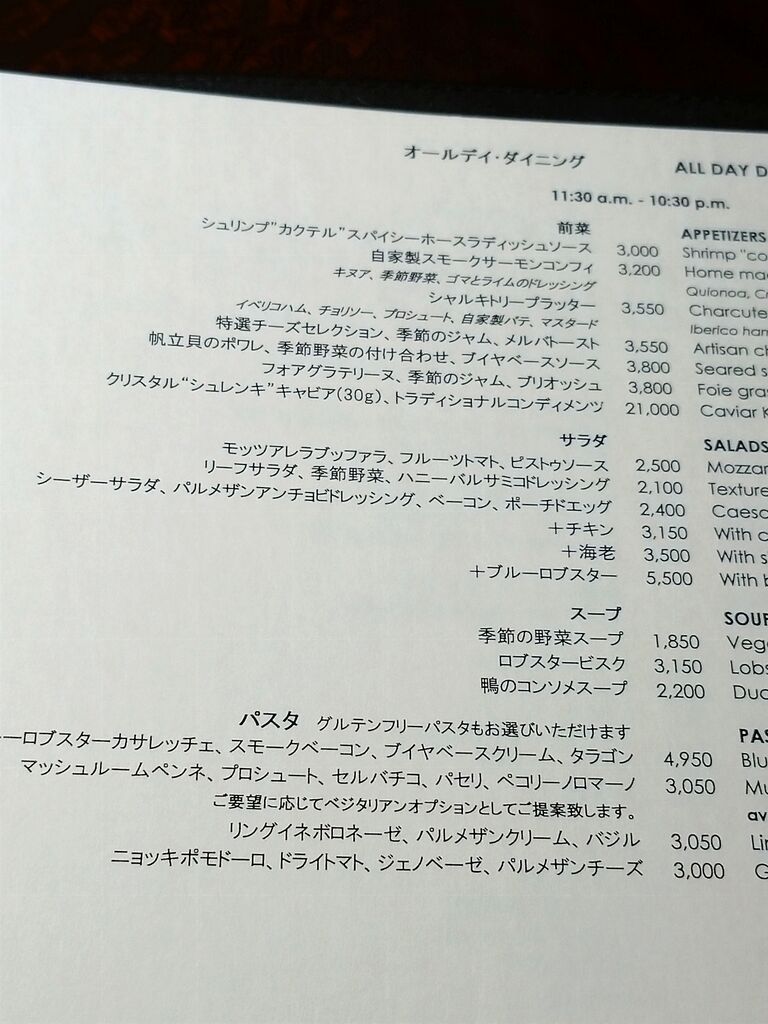 オールデイ・ダイニング ALL DAY D
11:30 a.m. - 10:30 p.m.
前菜 APPETIZERS
シュリンプ"カクテル"スパイシーホースラディッシュソース 3,000 Shrimp "co
自家製スモークサーモンコンフィ 3,200 Home ma
キヌア、季節野菜、ゴマとライムのドレッシング Quionoa, C
シャルキトリープラッター 3,550 Charcute
イベリコハム、チョリソー、プロシュート、自家製パテ、マスタード Iberico ham
特選チーズセレクション、季節のジャム、メルバトースト 3,550 Artisan c
帆立貝のポワレ、季節野菜の付け合わせ、ブイヤベースソース 3,800 Seared s
フォアグラテリーヌ、季節のジャム、ブリオッシュ 3,800 Foie gra
クリスタル"シュレンキ"キャビア(30g)、トラディショナルコンディメンツ 21,000 Caviar K
サラダ SALADS
モッツアレラブッファラ、フルーツトマト、ピストゥソース 2,500 Mozzar
リーフサラダ、季節野菜、ハニーバルサミコドレッシング 2,100 Texture
シーザーサラダ、パルメザンアンチョビドレッシング、ベーコン、ポーチドエッグ 2,400 Caesa
＋チキン 3,150 With c
＋海老 3,500 With s
＋ブルーロブスター 5,500 With b
スープ SOUP
季節の野菜スープ 1,850 Veg
ロブスタービスク 3,150 Lobs
鴨のコンソメスープ 2,200 Duc
パスタ グルテンフリーパスタもお選びいただけます PAS
ーロブスターカサレッチェ、スモークベーコン、ブイヤベースクリーム、タラゴン 4,950 Blu
マッシュルームペンネ、プロシュート、セルバチコ、パセリ、ペコリーノロマーノ 3,050 Mu
ご要望に応じてベジタリアンオプションとしてご提案致します。 av
リングイネボロネーゼ、パルメザンクリーム、バジル 3,050 Lin
ニョッキポモドーロ、ドライトマト、ジェノベーゼ、パルメザンチーズ 3,000 G